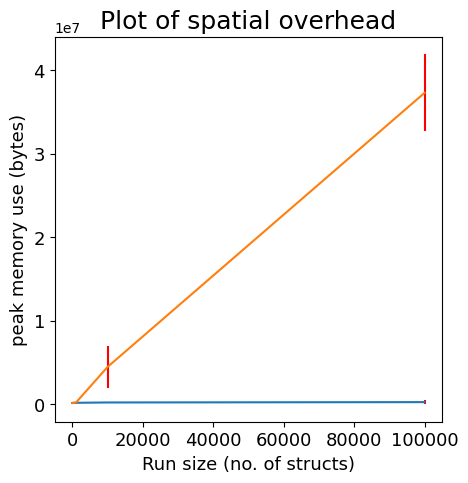 Plot of spatial overhead
1e7
4
3
2
1
0
peak memory use (bytes)
0 20000 40000 60000 80000 100000
Run size (no. of structs)